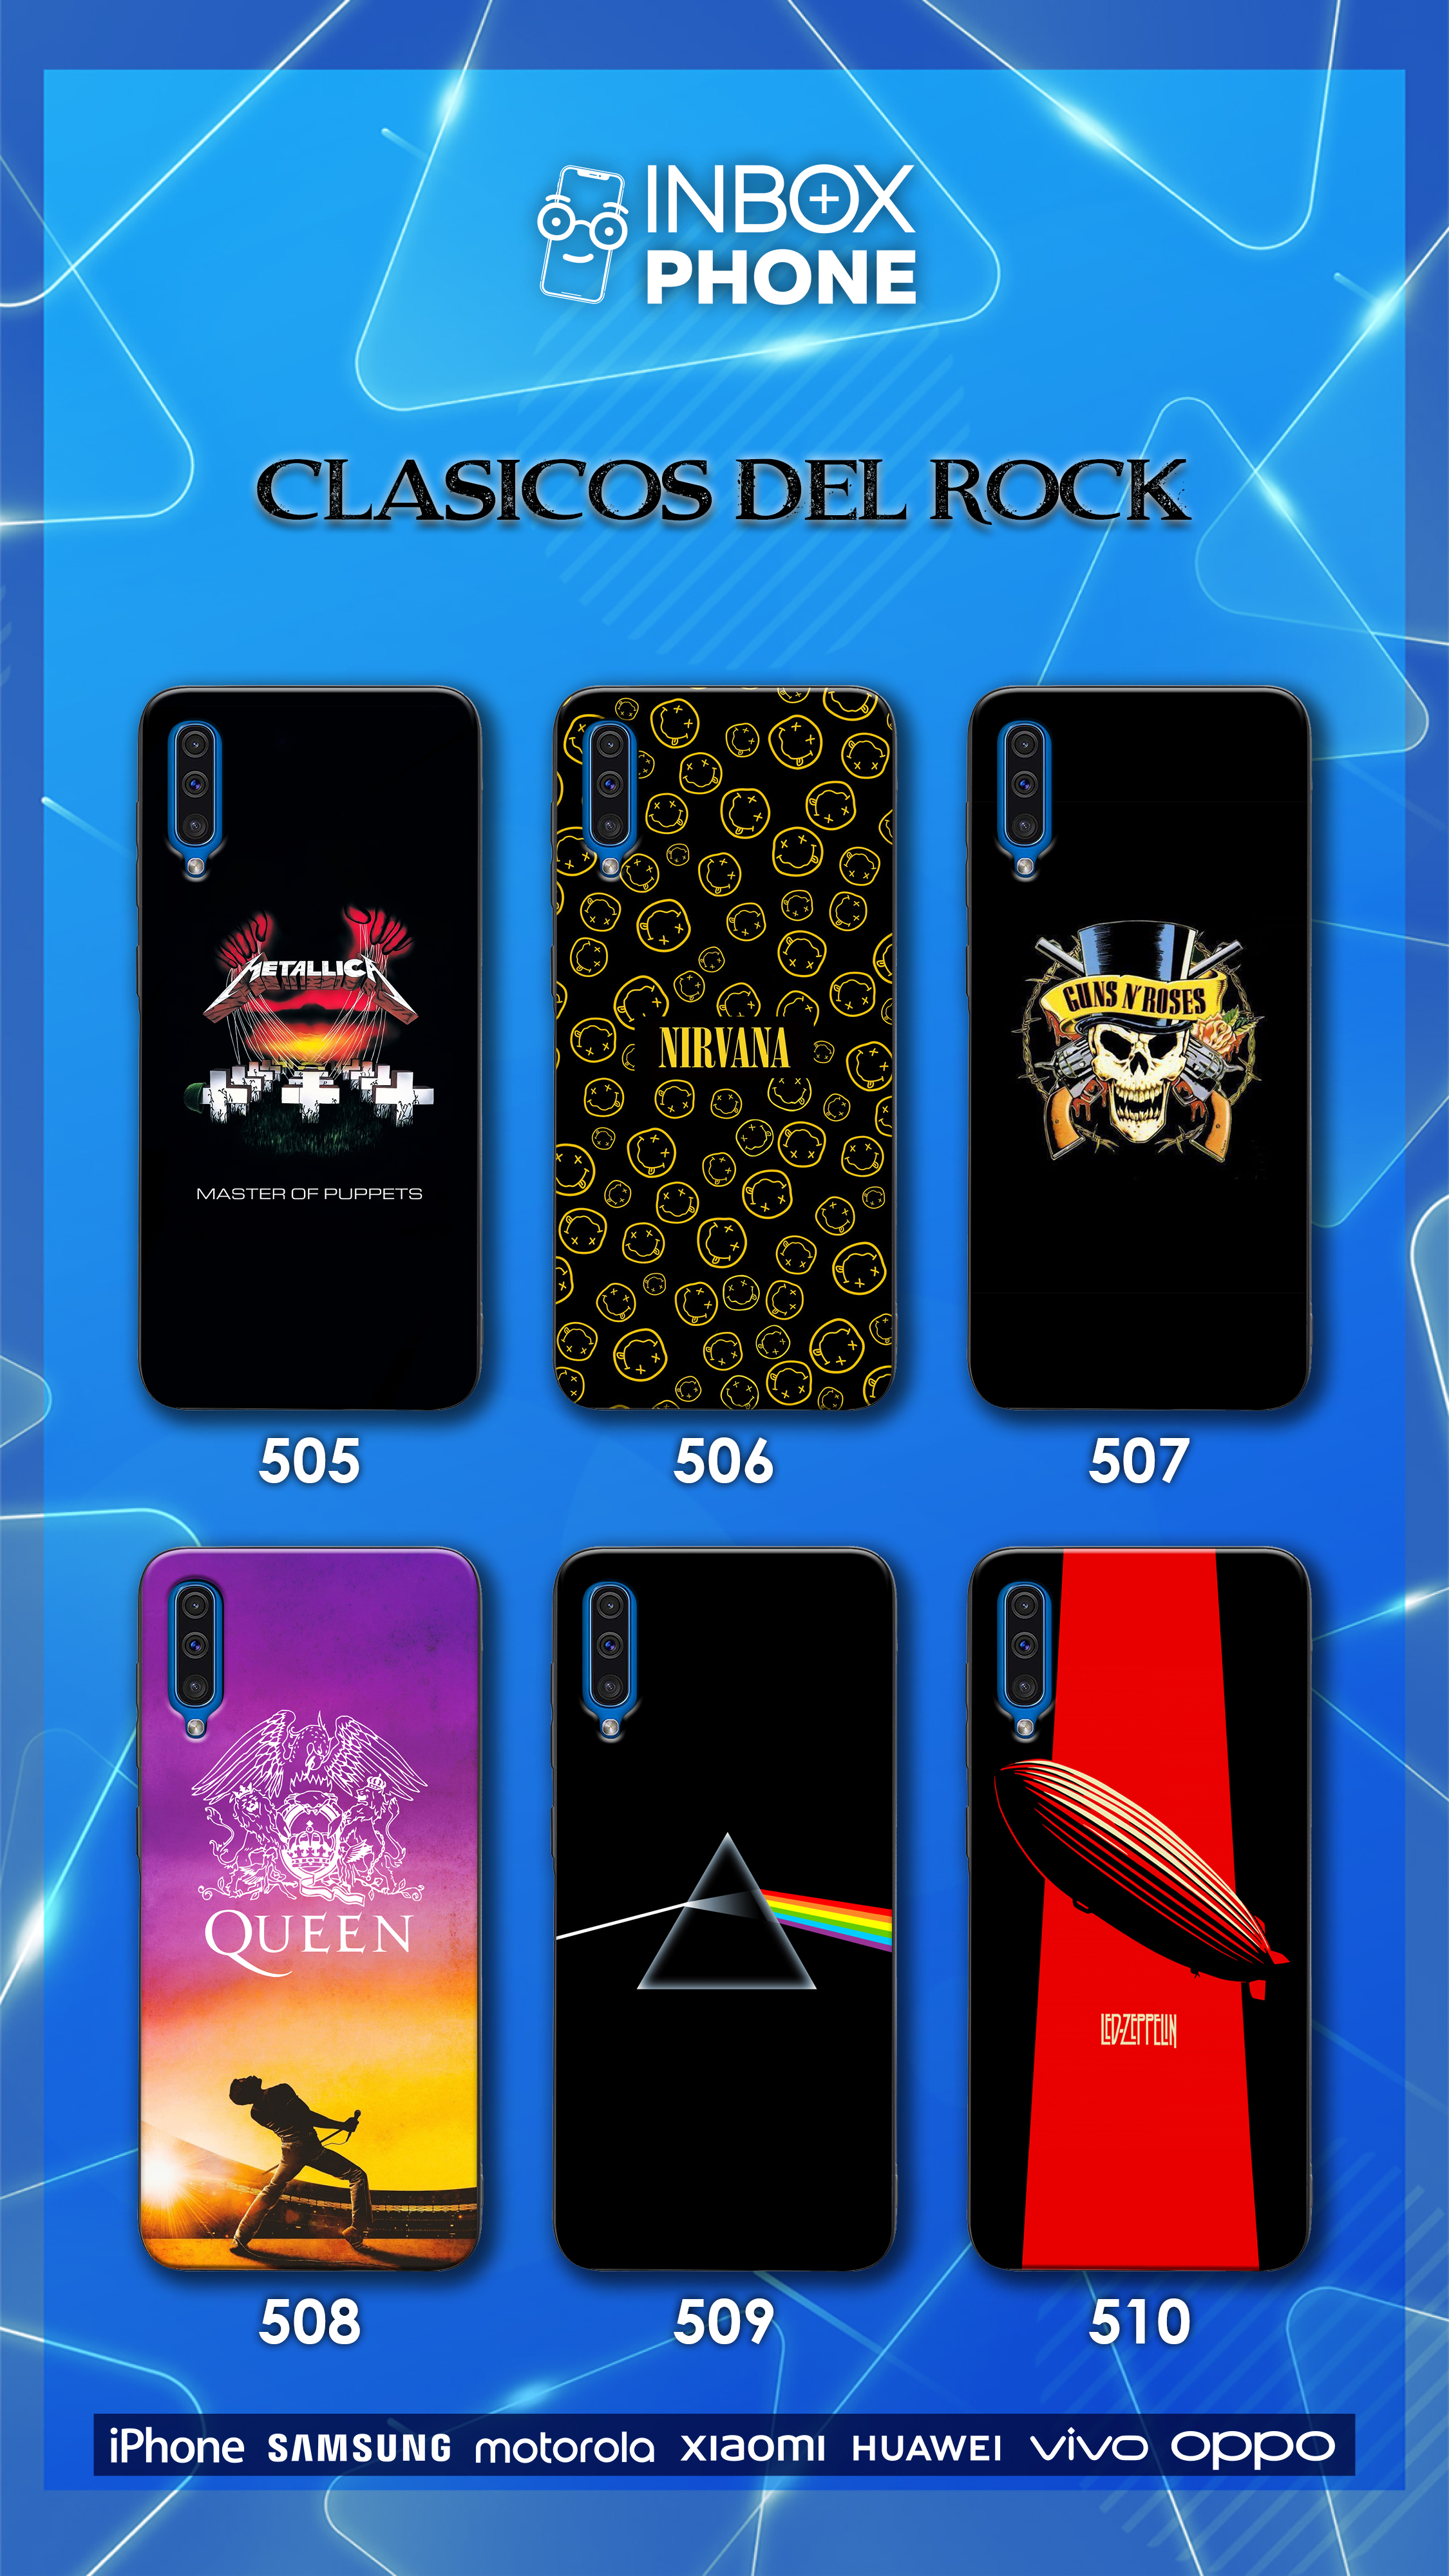 INBOX
PHONE
CLASICOS DEL ROCK
METALLICA
MASTER OF PUPPETS
NIRVANA
GUNS N' ROSES
505
506
507
QUEEN
LED-ZEPPELIN
508
509
510
iPhone SAMSUNG motorola xiaomi HUAWEI vivo oppo